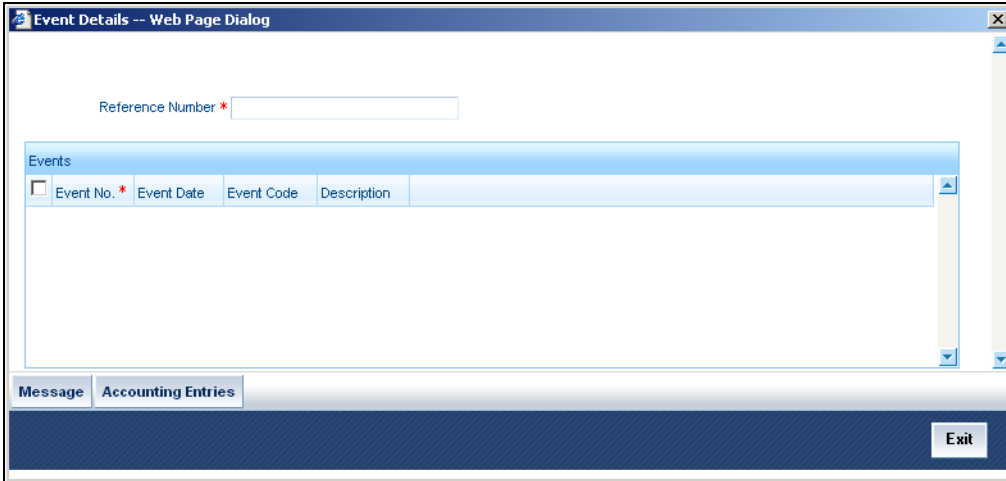 Event Details -- Web Page Dialog
Reference Number *
Events
Event No. * Event Date Event Code Description
Message Accounting Entries
Exit